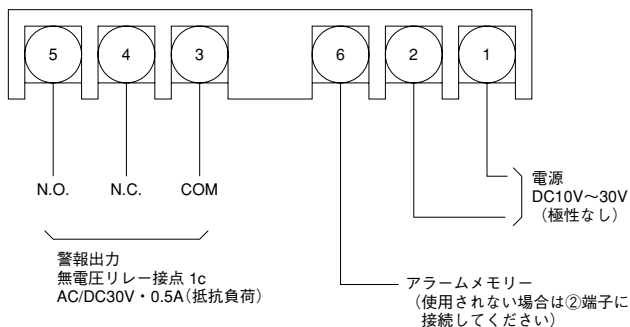 5 4 3 6 2 1
N.O. N.C. COM
電源
DC10V～30V
（極性なし）
警報出力
無電圧リレー接点 1c
AC/DC30V・0.5A（抵抗負荷）
アラームメモリー
（使用されない場合は②端子に
接続してください）